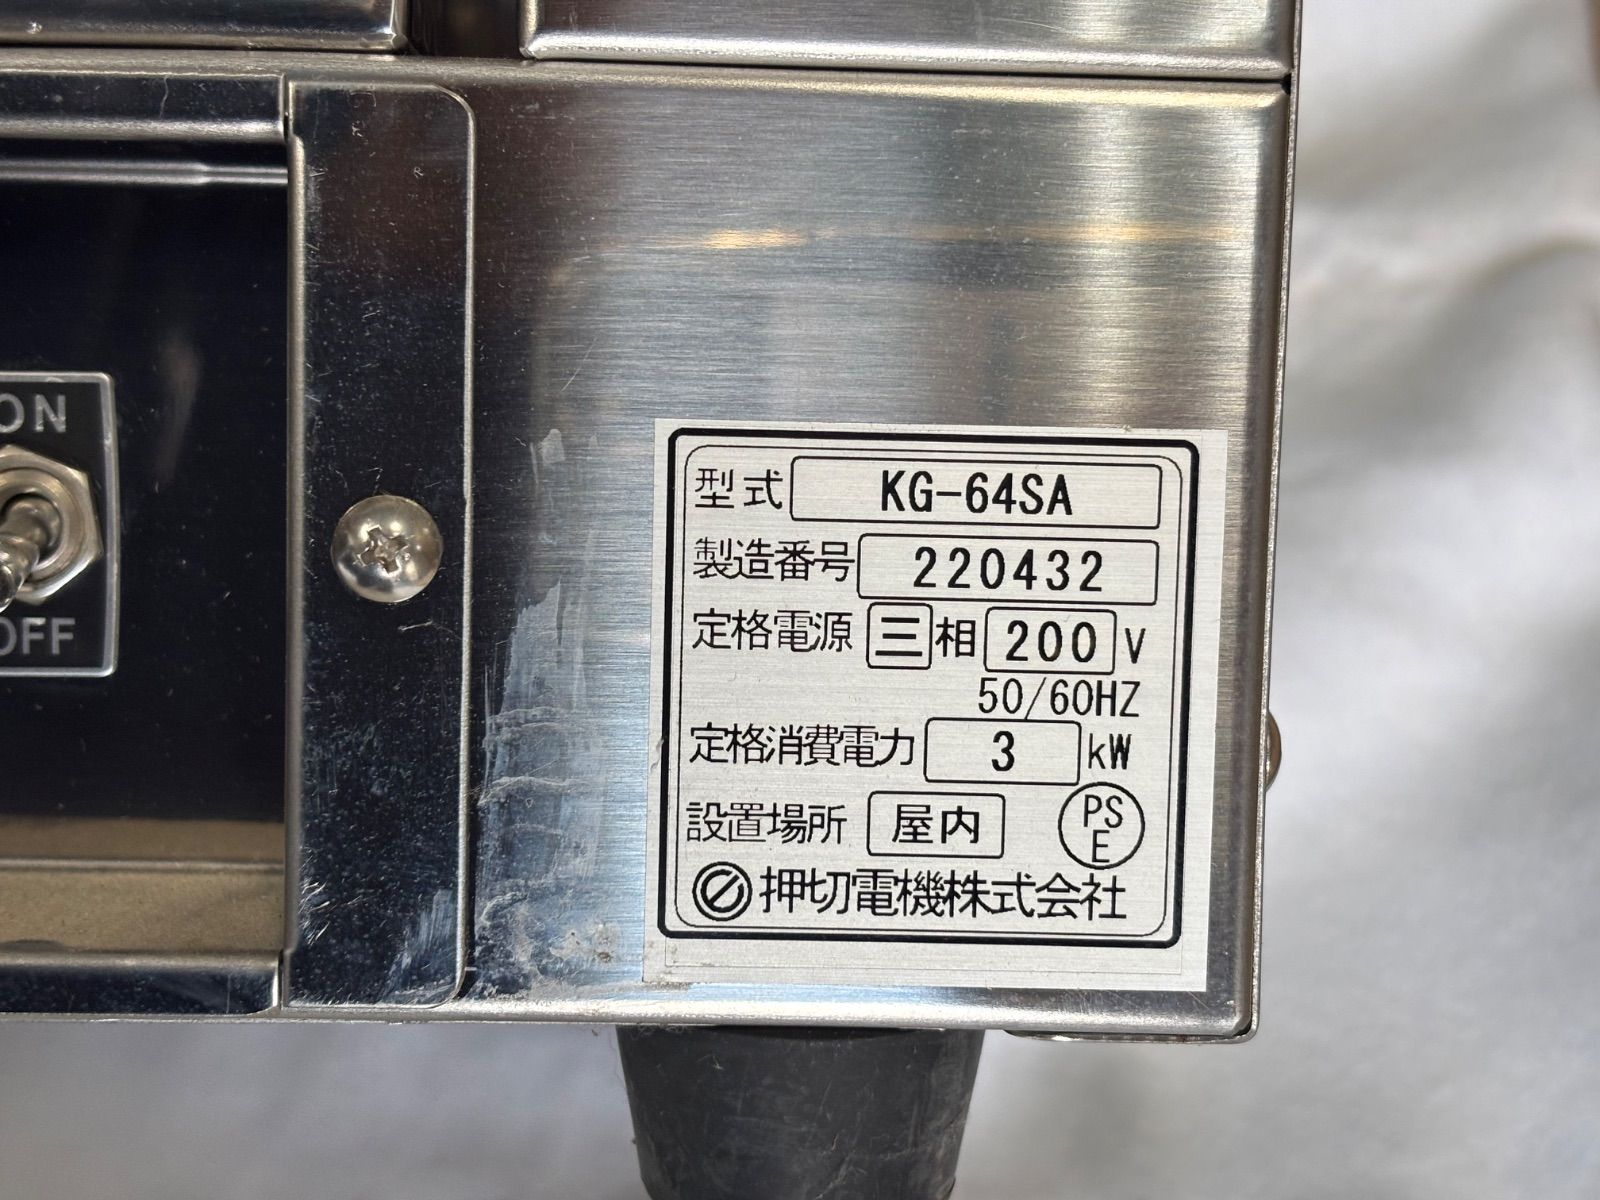 ON
OFF
型式 KG-64SA
製造番号 220432
定格電源 三相 200 V
50/60HZ
定格消費電力 3 kW
設置場所 屋内
PSE
押切電機株式会社